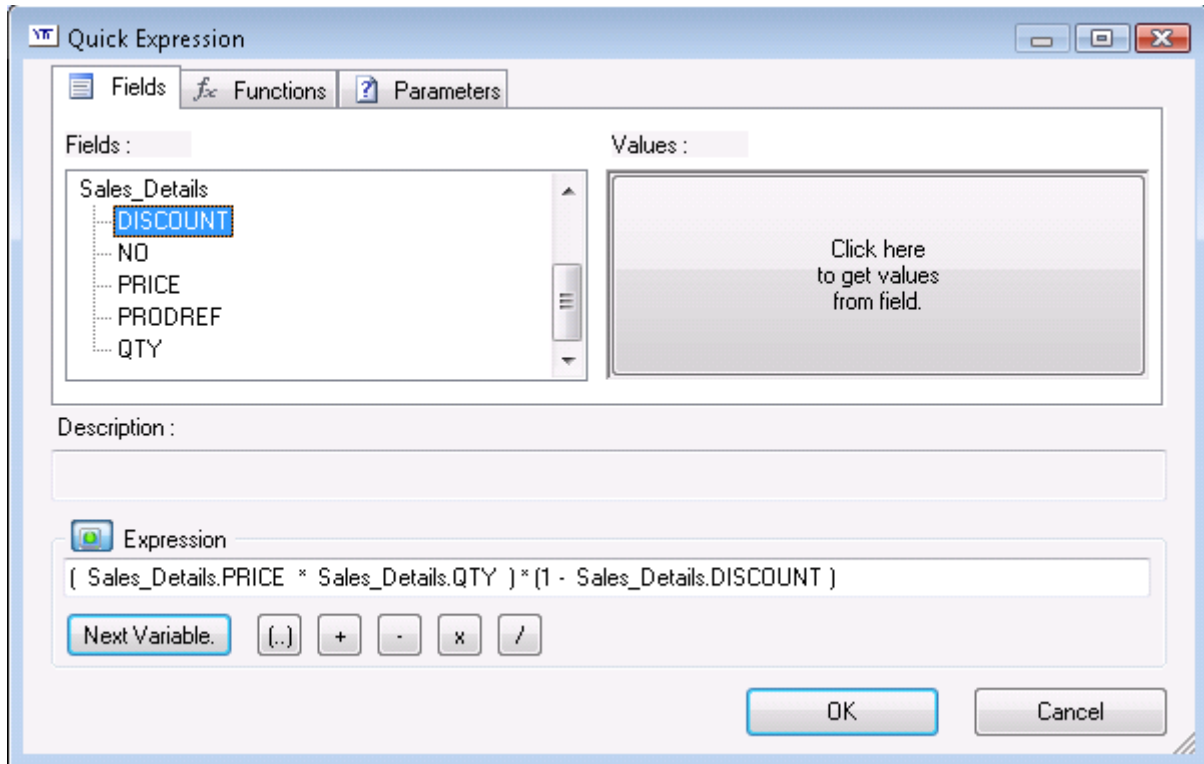 Quick Expression
Fields
Functions
Parameters
Fields :
Values :
Sales_Details
DISCOUNT
NO
PRICE
PRODREF
QTY
Click here
to get values
from field.
Description :
Expression
( Sales_Details.PRICE * Sales_Details.QTY ) * (1 - Sales_Details.DISCOUNT )
Next Variable. (..) + - x /
OK Cancel